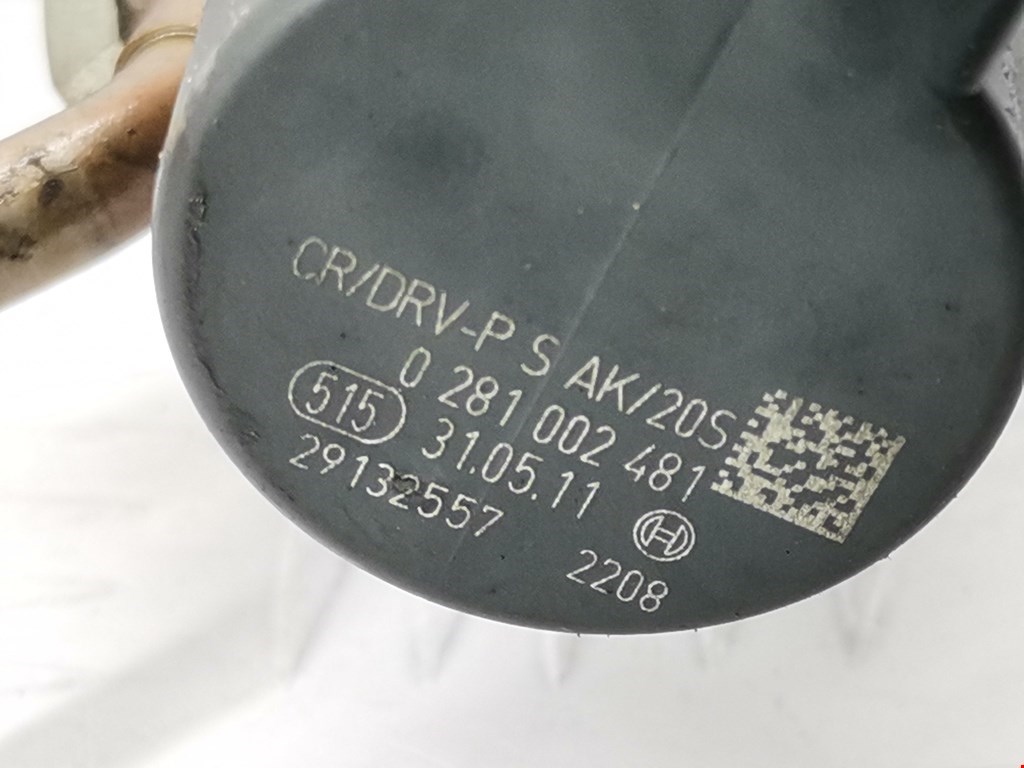 CR/DRV-P S AK/20S
0 281 002 481
515 31.05.11
29132557 2208